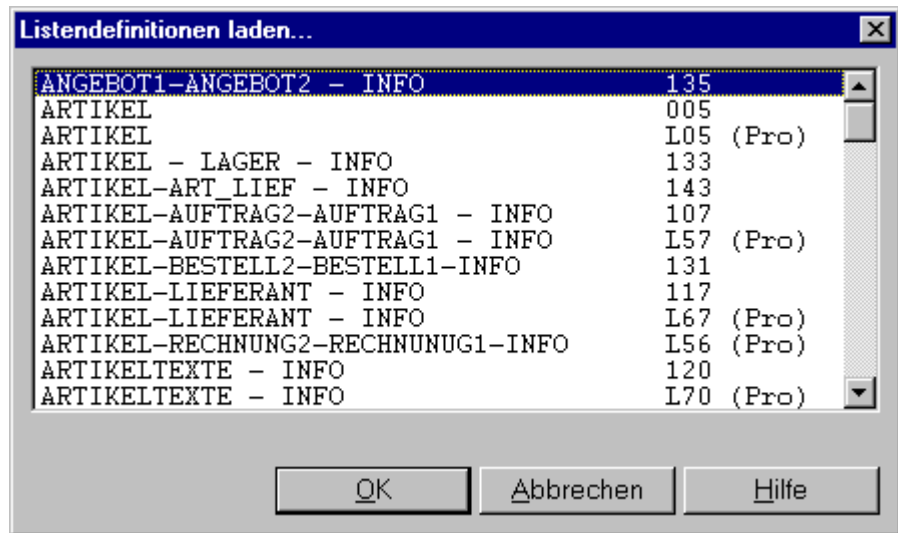 Listendefinitionen laden...
ANGEBOT1-ANGEBOT2 - INFO 135
ARTIKEL 005
ARTIKEL L05 (Pro)
ARTIKEL - LAGER - INFO 133
ARTIKEL-ART_LIEF - INFO 143
ARTIKEL-AUFTRAG2-AUFTRAG1 - INFO 107
ARTIKEL-AUFTRAG2-AUFTRAG1 - INFO L57 (Pro)
ARTIKEL-BESTELL2-BESTELL1-INFO 131
ARTIKEL-LIEFERANT - INFO 117
ARTIKEL-LIEFERANT - INFO L67 (Pro)
ARTIKEL-RECHNUNG2-RECHNUNUG1-INFO L56 (Pro)
ARTIKELTEXTE - INFO 120
ARTIKELTEXTE - INFO L70 (Pro)
OK Abbrechen Hilfe